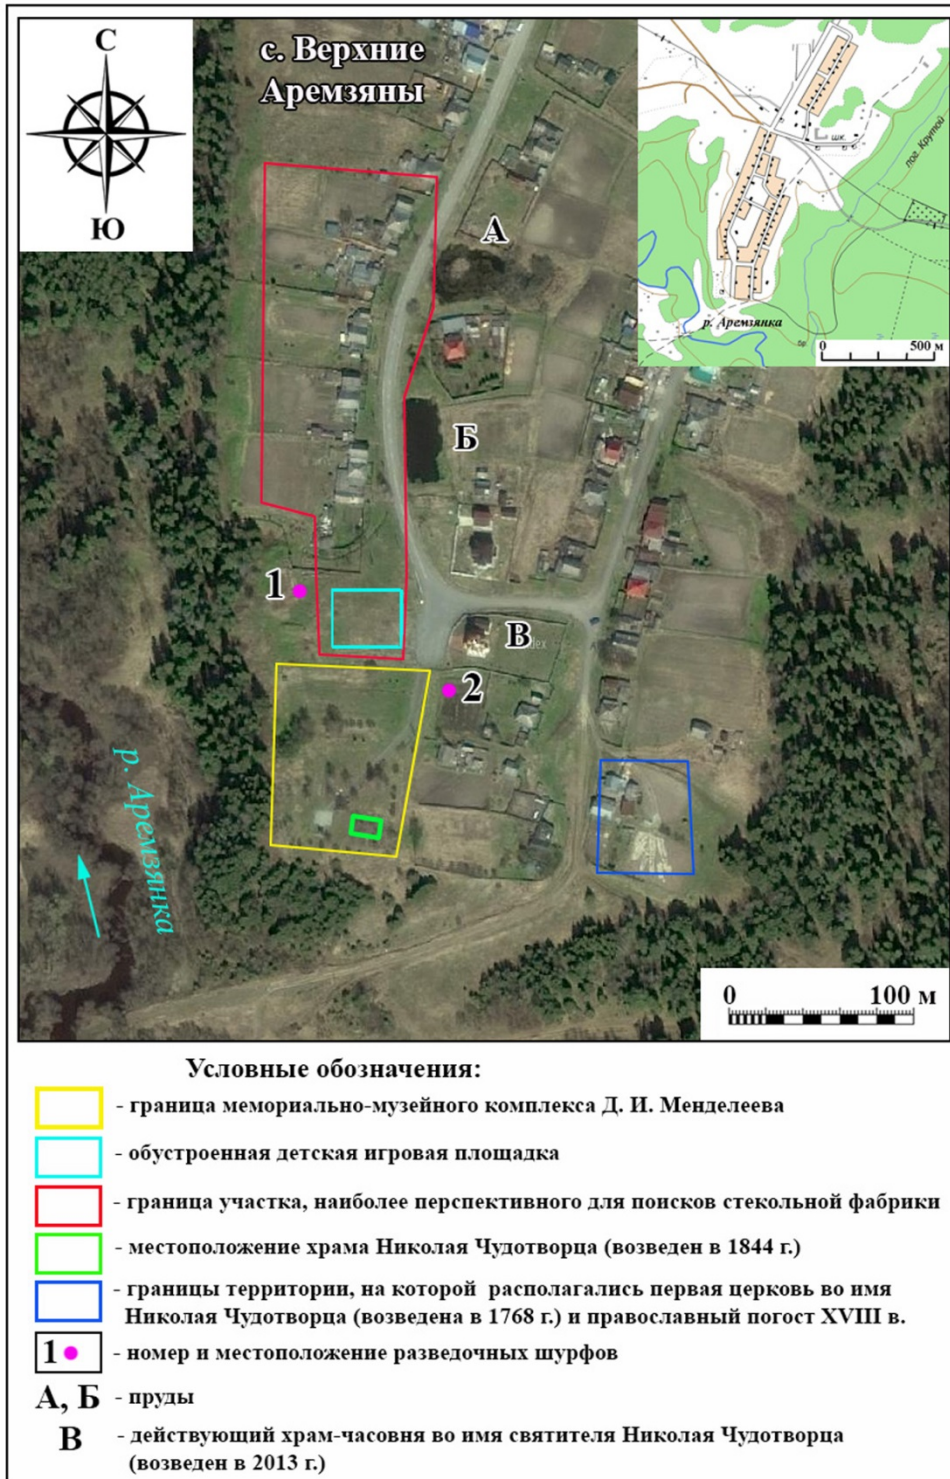 С
Ю
с. Верхние
Аремзяны
шк.
лог. Крутой
р. Аремзянка
0 500 м
А
Б
1
В
2
р. Аремзянка
0 100 м
Условные обозначения:
- граница мемориально-музейного комплекса Д. И. Менделеева
- обустроенная детская игровая площадка
- граница участка, наиболее перспективного для поисков стекольной фабрики
- местоположение храма Николая Чудотворца (возведен в 1844 г.)
- границы территории, на которой располагались первая церковь во имя
Николая Чудотворца (возведена в 1768 г.) и православный погост XVIII в.
1 - номер и местоположение разведочных шурфов
А, Б - пруды
В - действующий храм-часовня во имя святителя Николая Чудотворца
(возведен в 2013 г.)